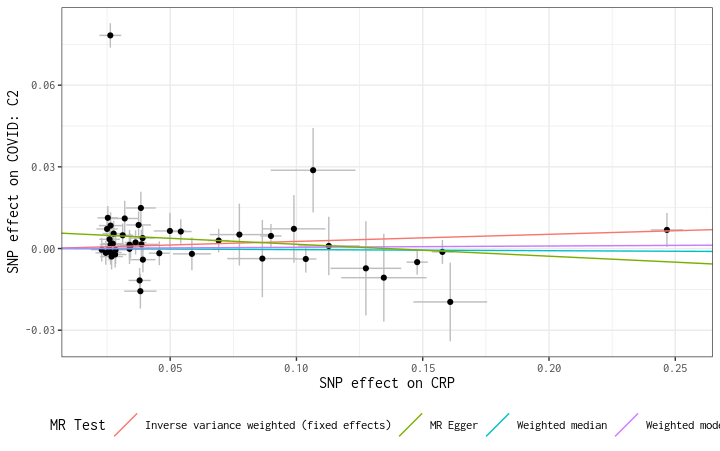 SNP effect on COVID: C2
0.06
0.03
0.00
−0.03
0.05
0.10
0.15
0.20
0.25
SNP effect on CRP
MR Test
Inverse variance weighted (fixed effects)
MR Egger
Weighted median
Weighted mode